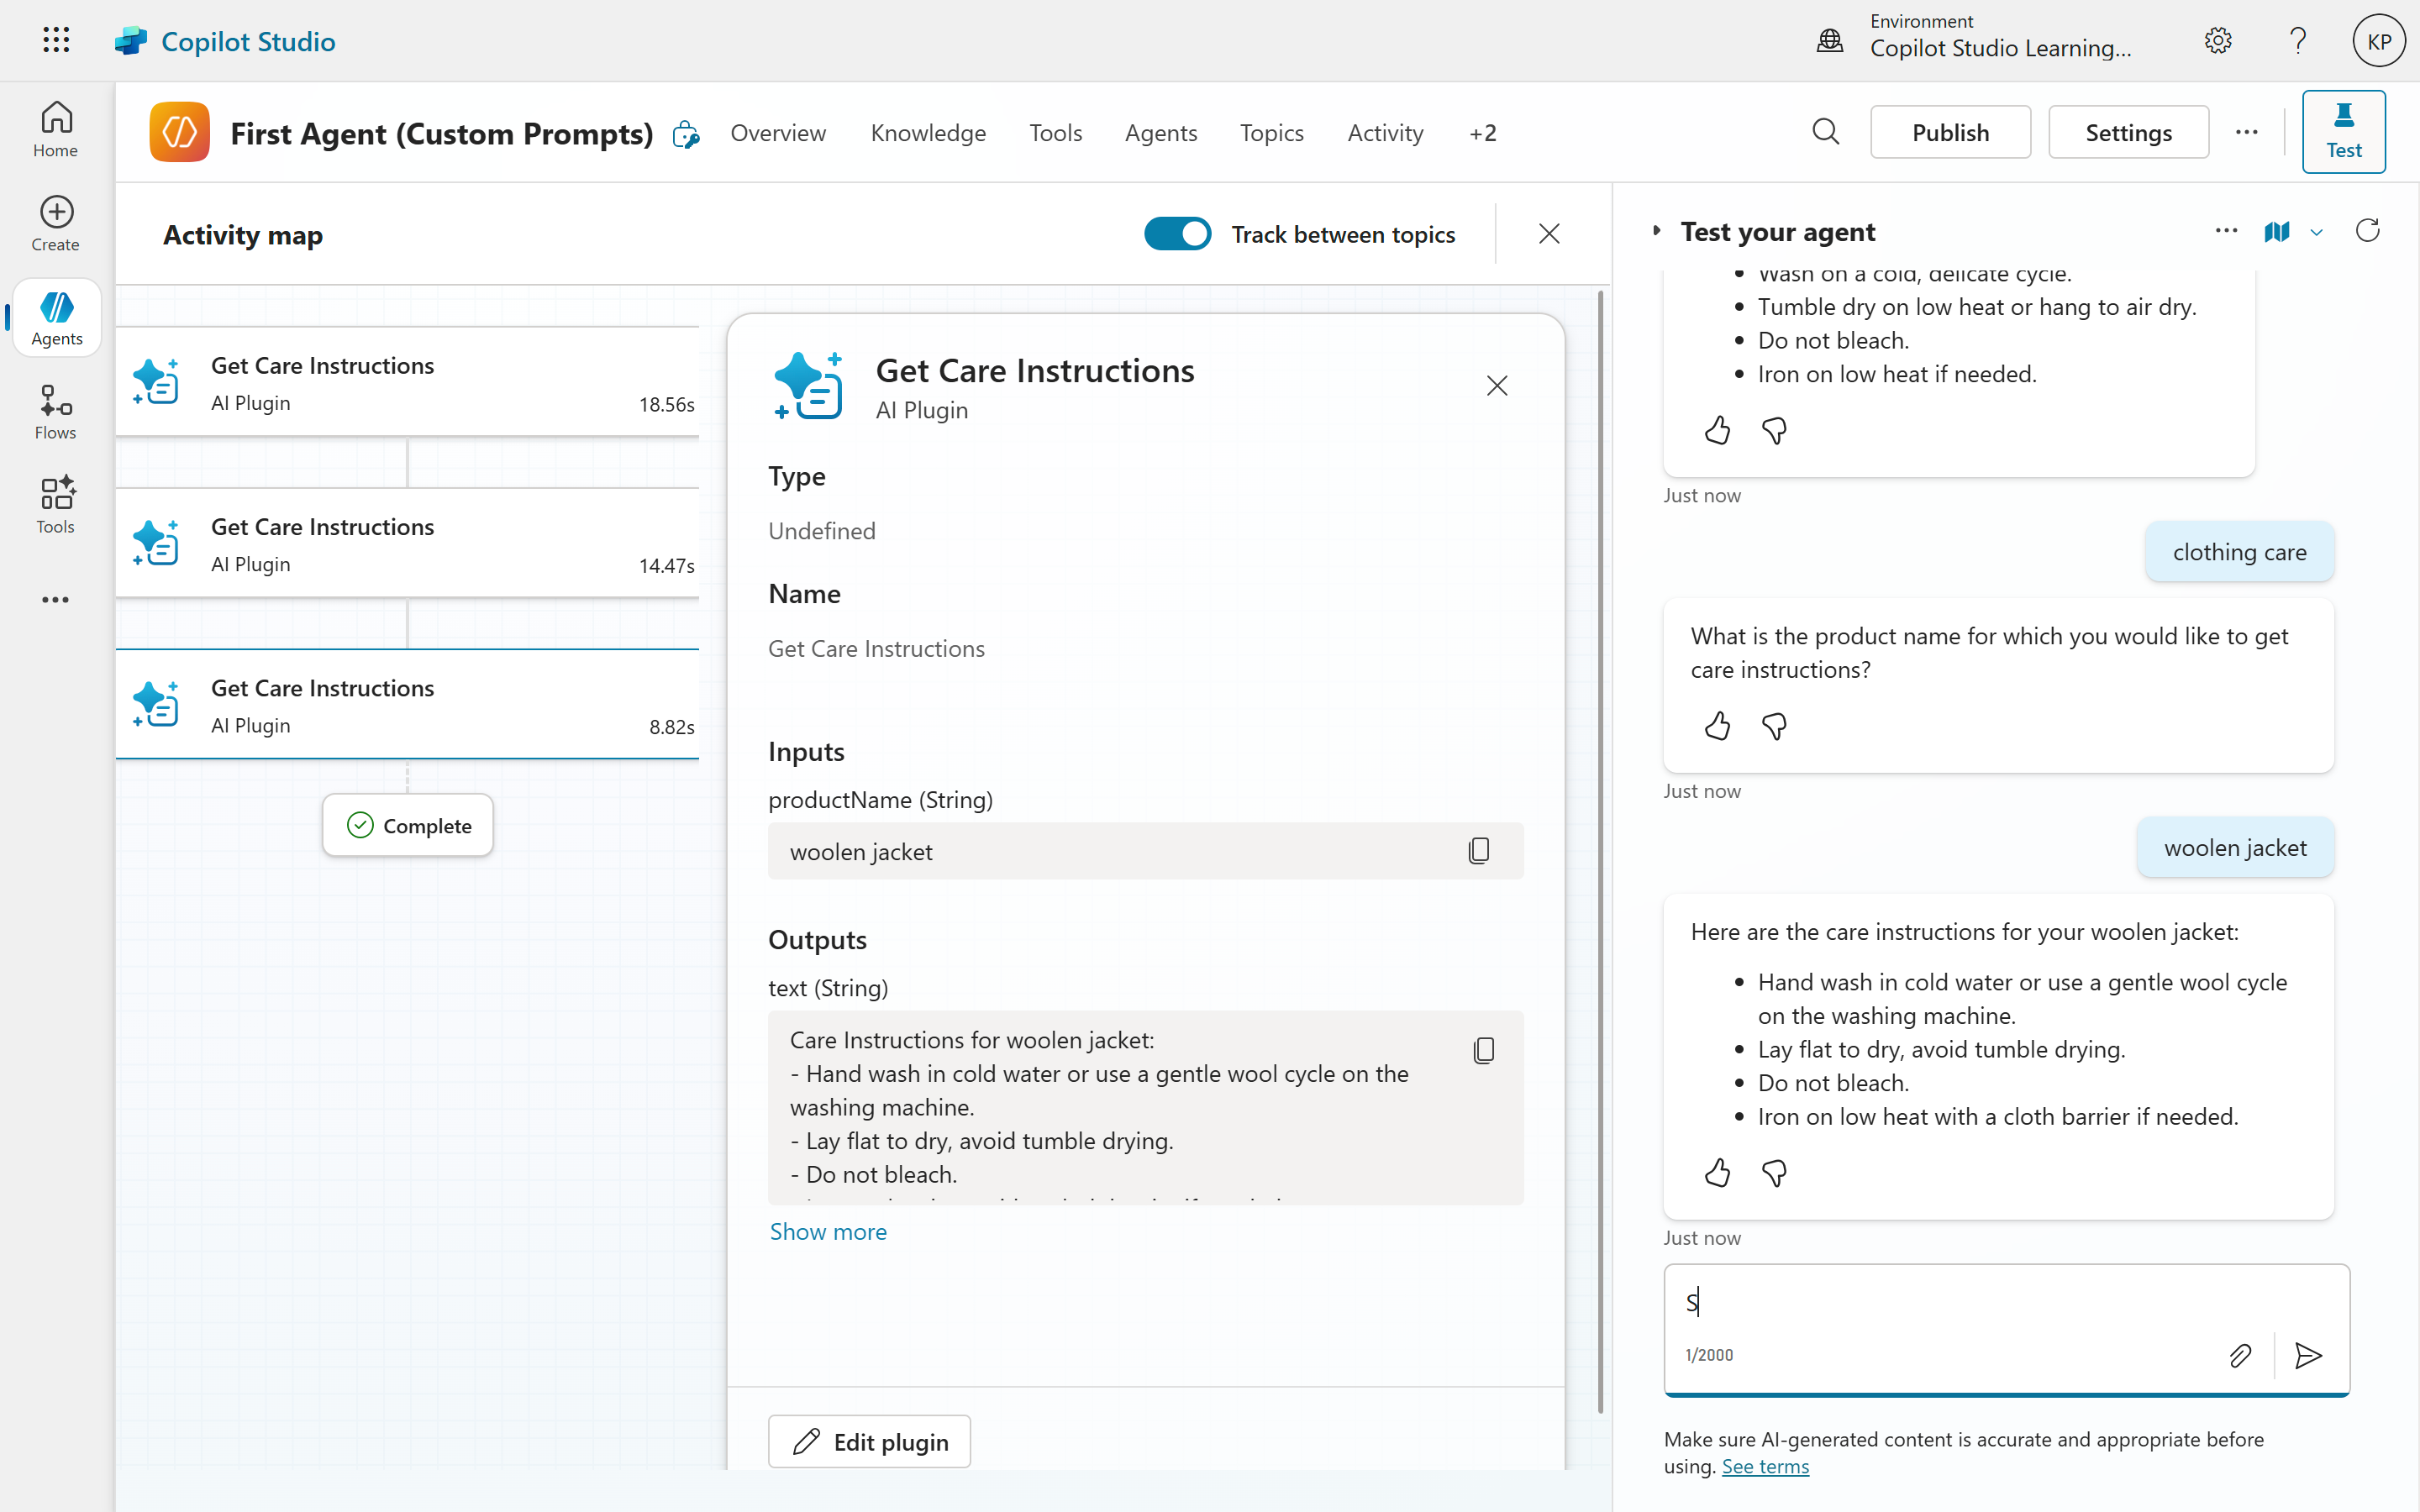 Copilot Studio
Environment
Copilot Studio Learning...
KP
Home
Create
Agents
Flows
Tools
First Agent (Custom Prompts)
Overview
Knowledge
Tools
Agents
Topics
Activity
+2
Publish
Settings
Test
Activity map
Track between topics
Get Care Instructions
AI Plugin
18.56s
Get Care Instructions
AI Plugin
14.47s
Get Care Instructions
AI Plugin
8.82s
Complete
Get Care Instructions
AI Plugin
Type
Undefined
Name
Get Care Instructions
Inputs
productName (String)
woolen jacket
Outputs
text (String)
Care Instructions for woolen jacket:
- Hand wash in cold water or use a gentle wool cycle on the
washing machine.
- Lay flat to dry, avoid tumble drying.
- Do not bleach.
Show more
Edit plugin
Test your agent
• Wash on a cold, delicate cycle.
• Tumble dry on low heat or hang to air dry.
• Do not bleach.
• Iron on low heat if needed.
Just now
clothing care
What is the product name for which you would like to get
care instructions?
Just now
woolen jacket
Here are the care instructions for your woolen jacket:
• Hand wash in cold water or use a gentle wool cycle
on the washing machine.
• Lay flat to dry, avoid tumble drying.
• Do not bleach.
• Iron on low heat with a cloth barrier if needed.
Just now
S
1/2000
Make sure AI-generated content is accurate and appropriate before
using. See terms